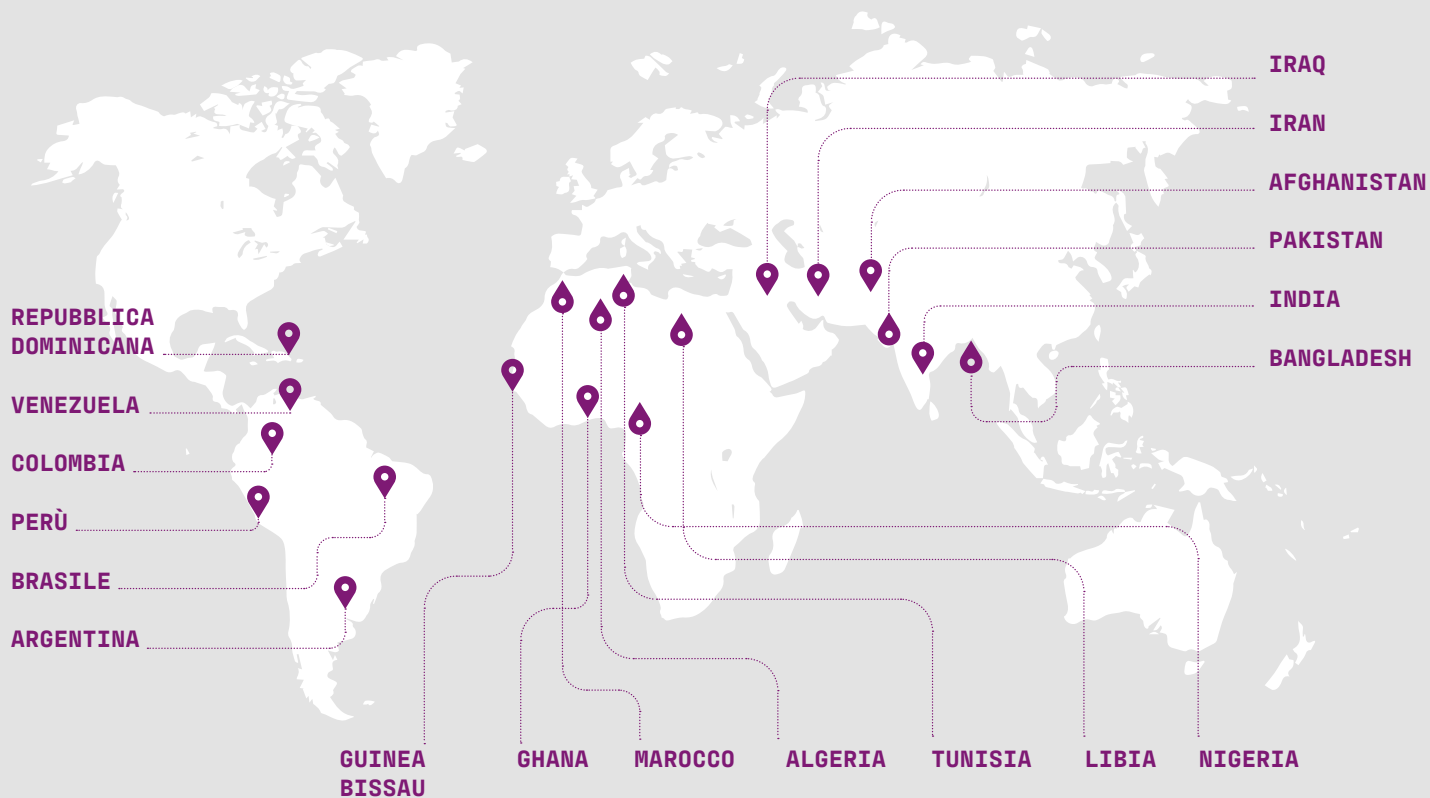 IRAQ
IRAN
AFGHANISTAN
PAKISTAN
INDIA
BANGLADESH
REPUBBLICA
DOMINICANA
VENEZUELA
COLOMBIA
PERÙ
BRASILE
ARGENTINA
GUINEA
BISSAU
GHANA
MAROCCO
ALGERIA
TUNISIA
LIBIA
NIGERIA